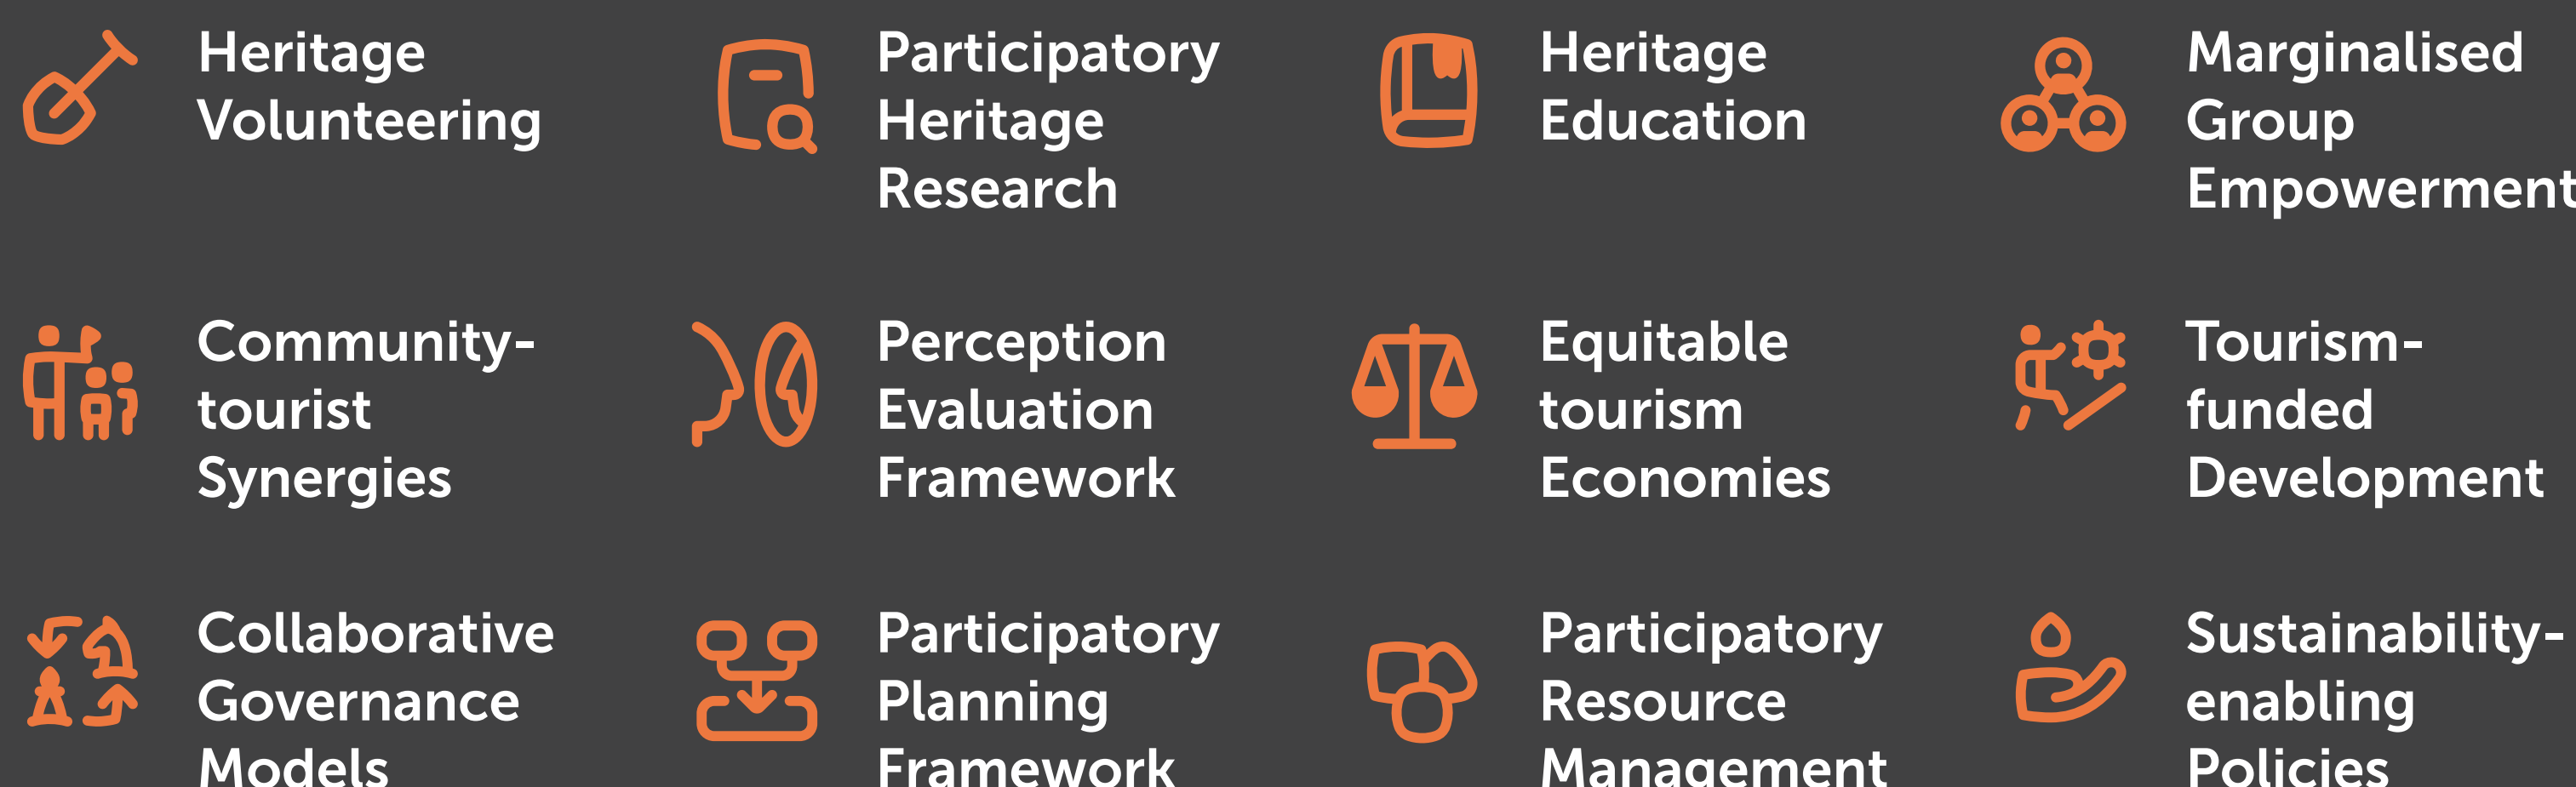 Heritage
Volunteering
Participatory
Heritage
Research
Heritage
Education
Marginalised
Group
Empowerment
Community-
tourist
Synergies
Perception
Evaluation
Framework
Equitable
tourism
Economies
Tourism-
funded
Development
Collaborative
Governance
Models
Participatory
Planning
Framework
Participatory
Resource
Management
Sustainability-
enabling
Policies